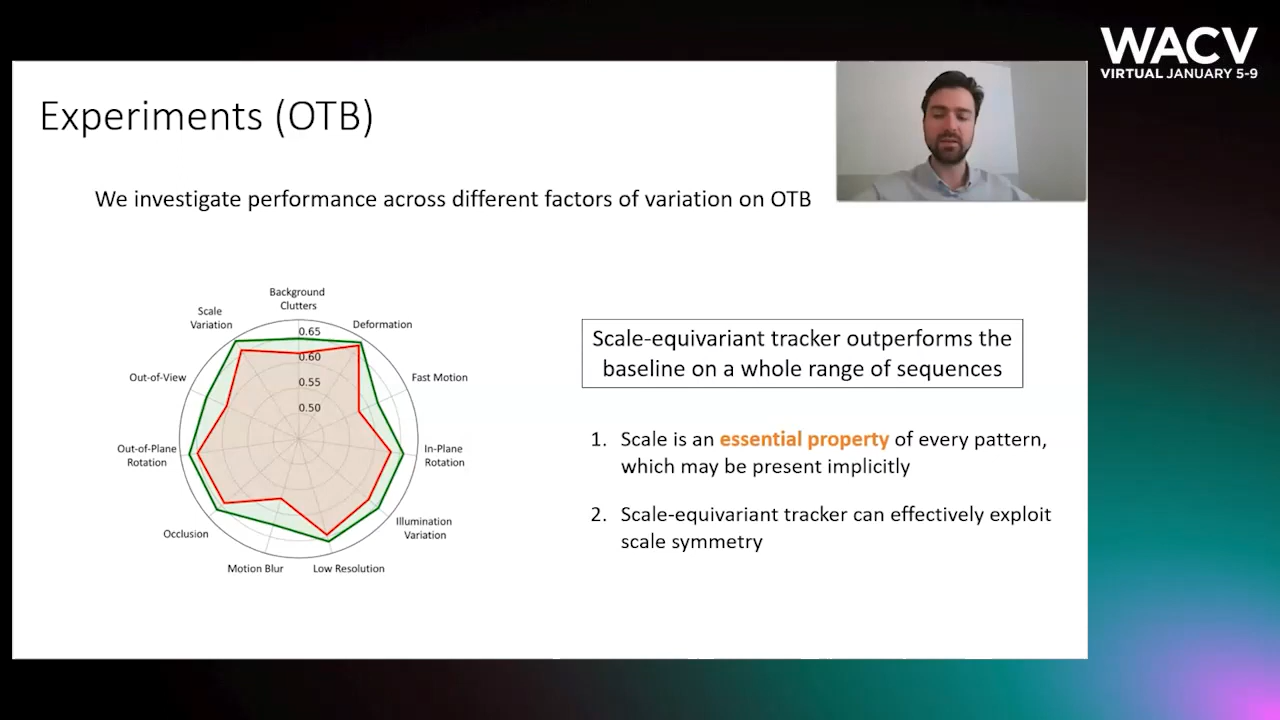 WACV
VIRTUAL JANUARY 5-9
Experiments (OTB)
We investigate performance across different factors of variation on OTB
Background
Clutters
Scale
Variation
Deformation
0.65
0.60
Out-of-View
Fast Motion
0.55
0.50
Out-of-Plane
Rotation
In-Plane
Rotation
Illumination
Variation
Occlusion
Motion Blur
Low Resolution
Scale-equivariant tracker outperforms the
baseline on a whole range of sequences
1. Scale is an essential property of every pattern,
which may be present implicitly
2. Scale-equivariant tracker can effectively exploit
scale symmetry